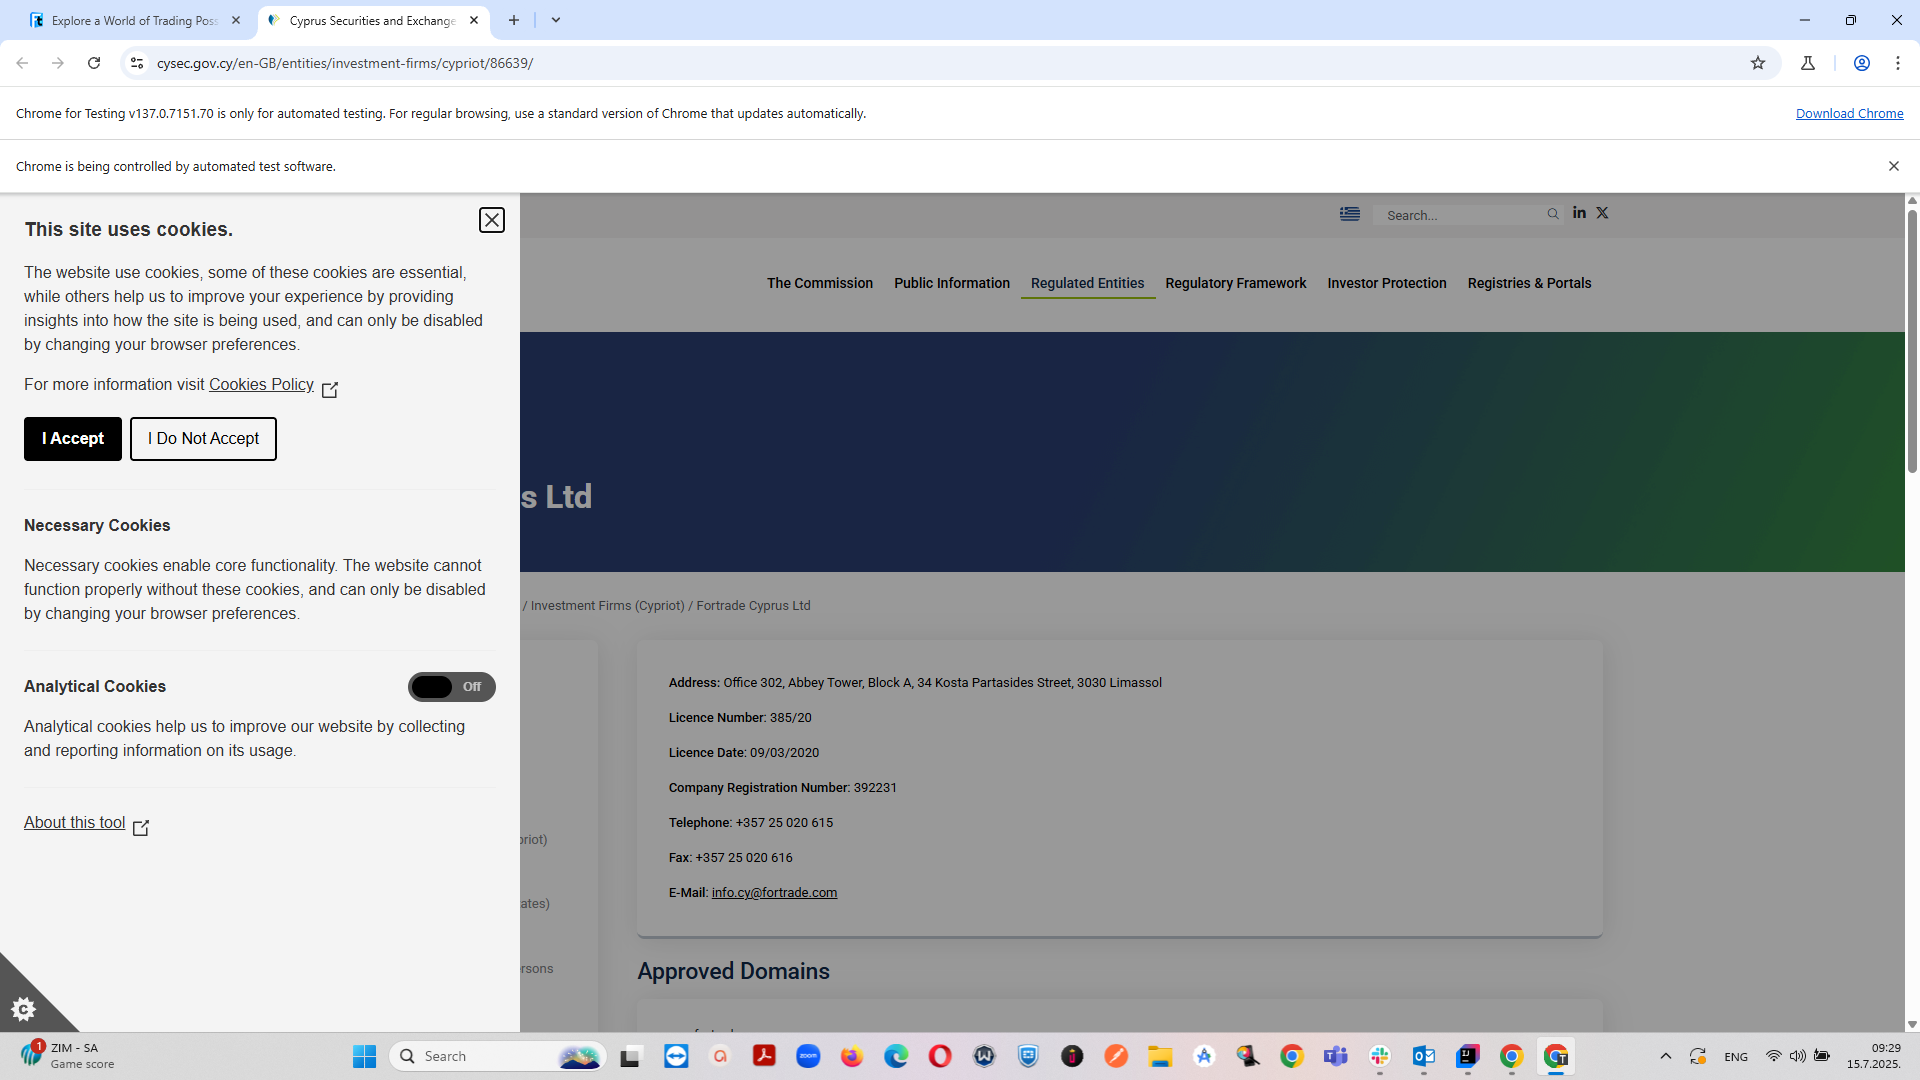 Explore a World of Trading Poss
Cyprus Securities and Exchange
cysec.gov.cy/en-GB/entities/investment-firms/cypriot/86639/
Chrome for Testing v137.0.7151.70 is only for automated testing. For regular browsing, use a standard version of Chrome that updates automatically.
Download Chrome
Chrome is being controlled by automated test software.
This site uses cookies.
The website use cookies, some of these cookies are essential,
while others help us to improve your experience by providing
insights into how the site is being used, and can only be disabled
by changing your browser preferences.
For more information visit Cookies Policy
I Accept
I Do Not Accept
Necessary Cookies
Necessary cookies enable core functionality. The website cannot
function properly without these cookies, and can only be disabled
by changing your browser preferences.
Analytical Cookies
Off
Analytical cookies help us to improve our website by collecting
and reporting information on its usage.
About this tool
Search...
The Commission
Public Information
Regulated Entities
Regulatory Framework
Investor Protection
Registries & Portals
s Ltd
/ Investment Firms (Cypriot) / Fortrade Cyprus Ltd
priot)
ates)
rsons
Address: Office 302, Abbey Tower, Block A, 34 Kosta Partasides Street, 3030 Limassol
Licence Number: 385/20
Licence Date: 09/03/2020
Company Registration Number: 392231
Telephone: +357 25 020 615
Fax: +357 25 020 616
E-Mail: info.cy@fortrade.com
Approved Domains
1
ZIM - SA
Game score
Search
zoom
ENG
09:29
15.7.2025.